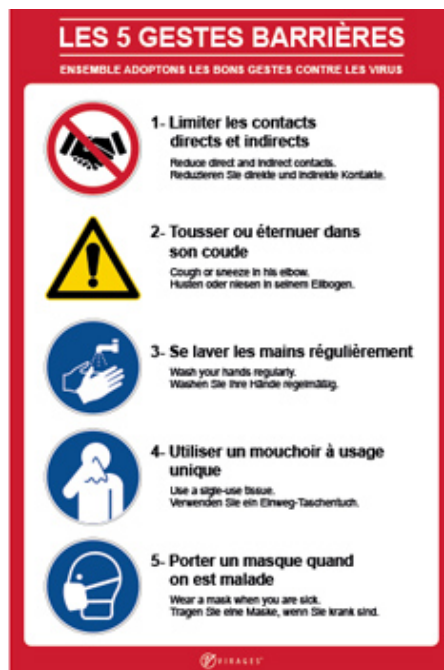 LES 5 GESTES BARRIÈRES
ENSEMBLE ADOPTONS LES BONS GESTES CONTRE LES VIRUS
1- Limiter les contacts
directs et indirects
Reduce direct and indirect contacts.
Reduzieren Sie direkte und indirekte Kontakte.
2- Tousser ou éternuer dans
son coude
Cough or sneeze in his elbow.
Husten oder niesen in seinem Ellbogen.
3- Se laver les mains régulièrement
Wash your hands regularly.
Washen Sie Ihre Hände regelmäßig.
4- Utiliser un mouchoir à usage
unique
Use a sigle-use tissue.
Verwenden Sie ein Einweg-Taschentuch.
5- Porter un masque quand
on est malade
Wear a mask when you are sick.
Tragen Sie eine Maske, wenn Sie krank sind.
VIRAGES